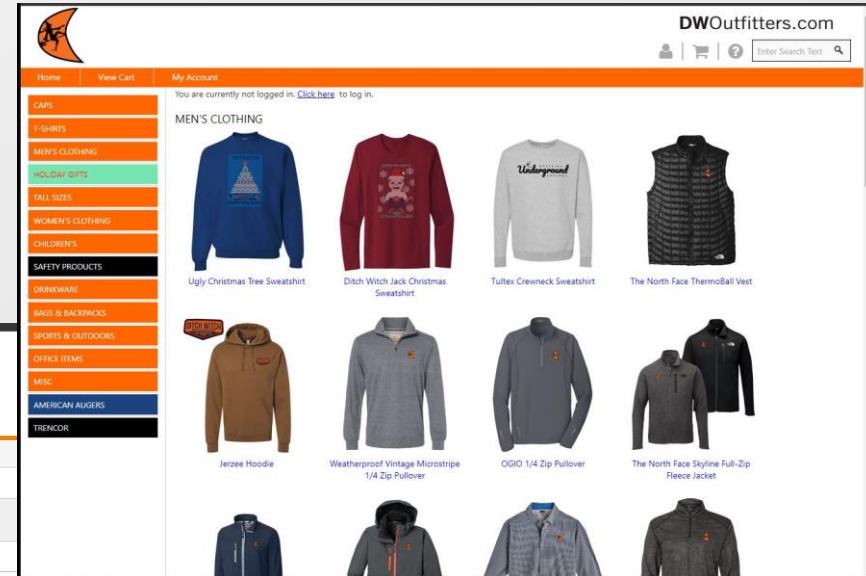 DWOutfitters.com
Enter Search Text
Home
View Cart
My Account
You are currently not logged in. Click here to log in.
CAPS
T-SHIRTS
MEN'S CLOTHING
HOLIDAY GIFTS
TALL SIZES
WOMEN'S CLOTHING
CHILDREN'S
SAFETY PRODUCTS
DRINKWARE
BAGS & BACKPACKS
SPORTS & OUTDOORS
OFFICE ITEMS
MISC
AMERICAN AUGERS
TRENCOR
MEN'S CLOTHING
Underground
Ugly Christmas Tree Sweatshirt
Ditch Witch Jack Christmas
Sweatshirt
Tultex Crewneck Sweatshirt
The North Face ThermoBall Vest
DITCH WITCH
Jerzee Hoodie
Weatherproof Vintage Microstripe
1/4 Zip Pullover
OGIO 1/4 Zip Pullover
The North Face Skyline Full-Zip
Fleece Jacket